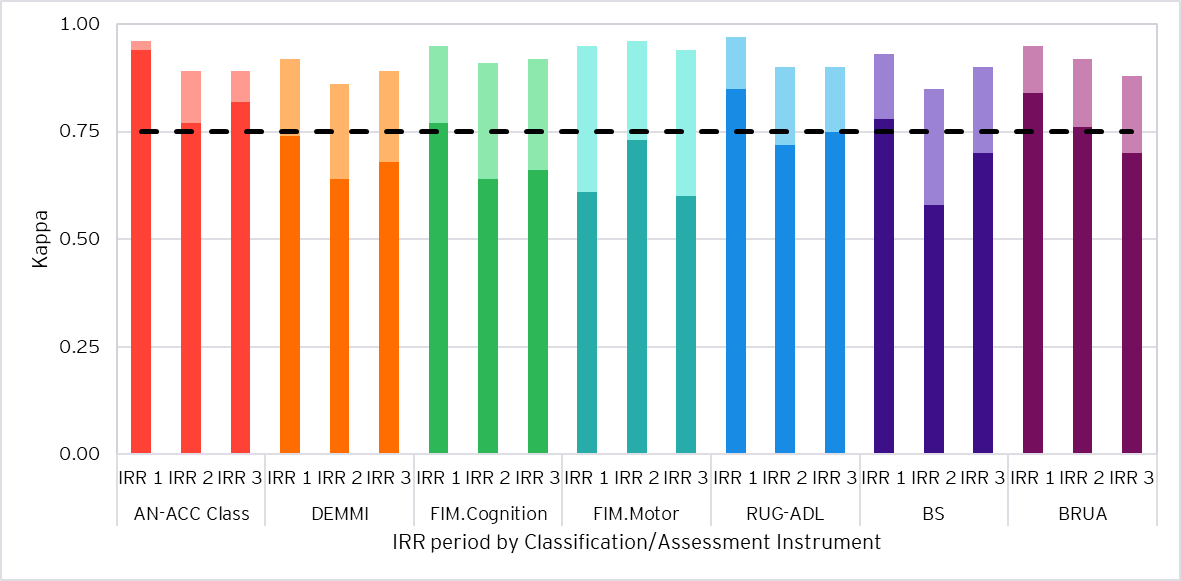 1.00
0.75
0.50
0.25
0.00
Kappa
IRR 1 IRR 2 IRR 3 IRR 1 IRR 2 IRR 3 IRR 1 IRR 2 IRR 3 IRR 1 IRR 2 IRR 3 IRR 1 IRR 2 IRR 3 IRR 1 IRR 2 IRR 3 IRR 1 IRR 2 IRR 3
AN-ACC Class DEMMI FIM.Cognition FIM.Motor RUG-ADL BS BRUA
IRR period by Classification/Assessment Instrument